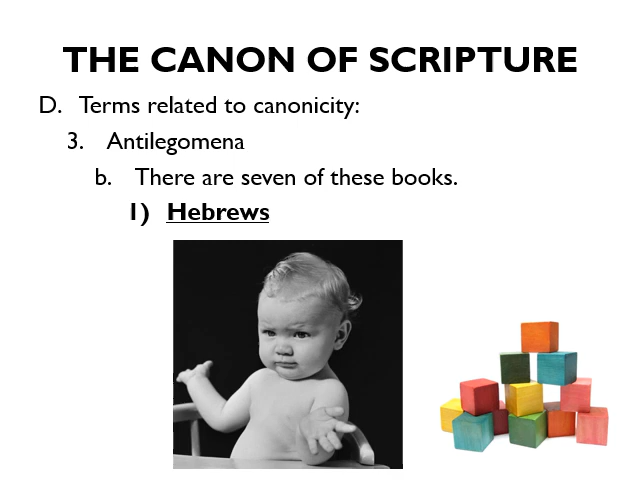 THE CANON OF SCRIPTURE
D. Terms related to canonicity:
3. Antilegomena
b. There are seven of these books.
1) Hebrews